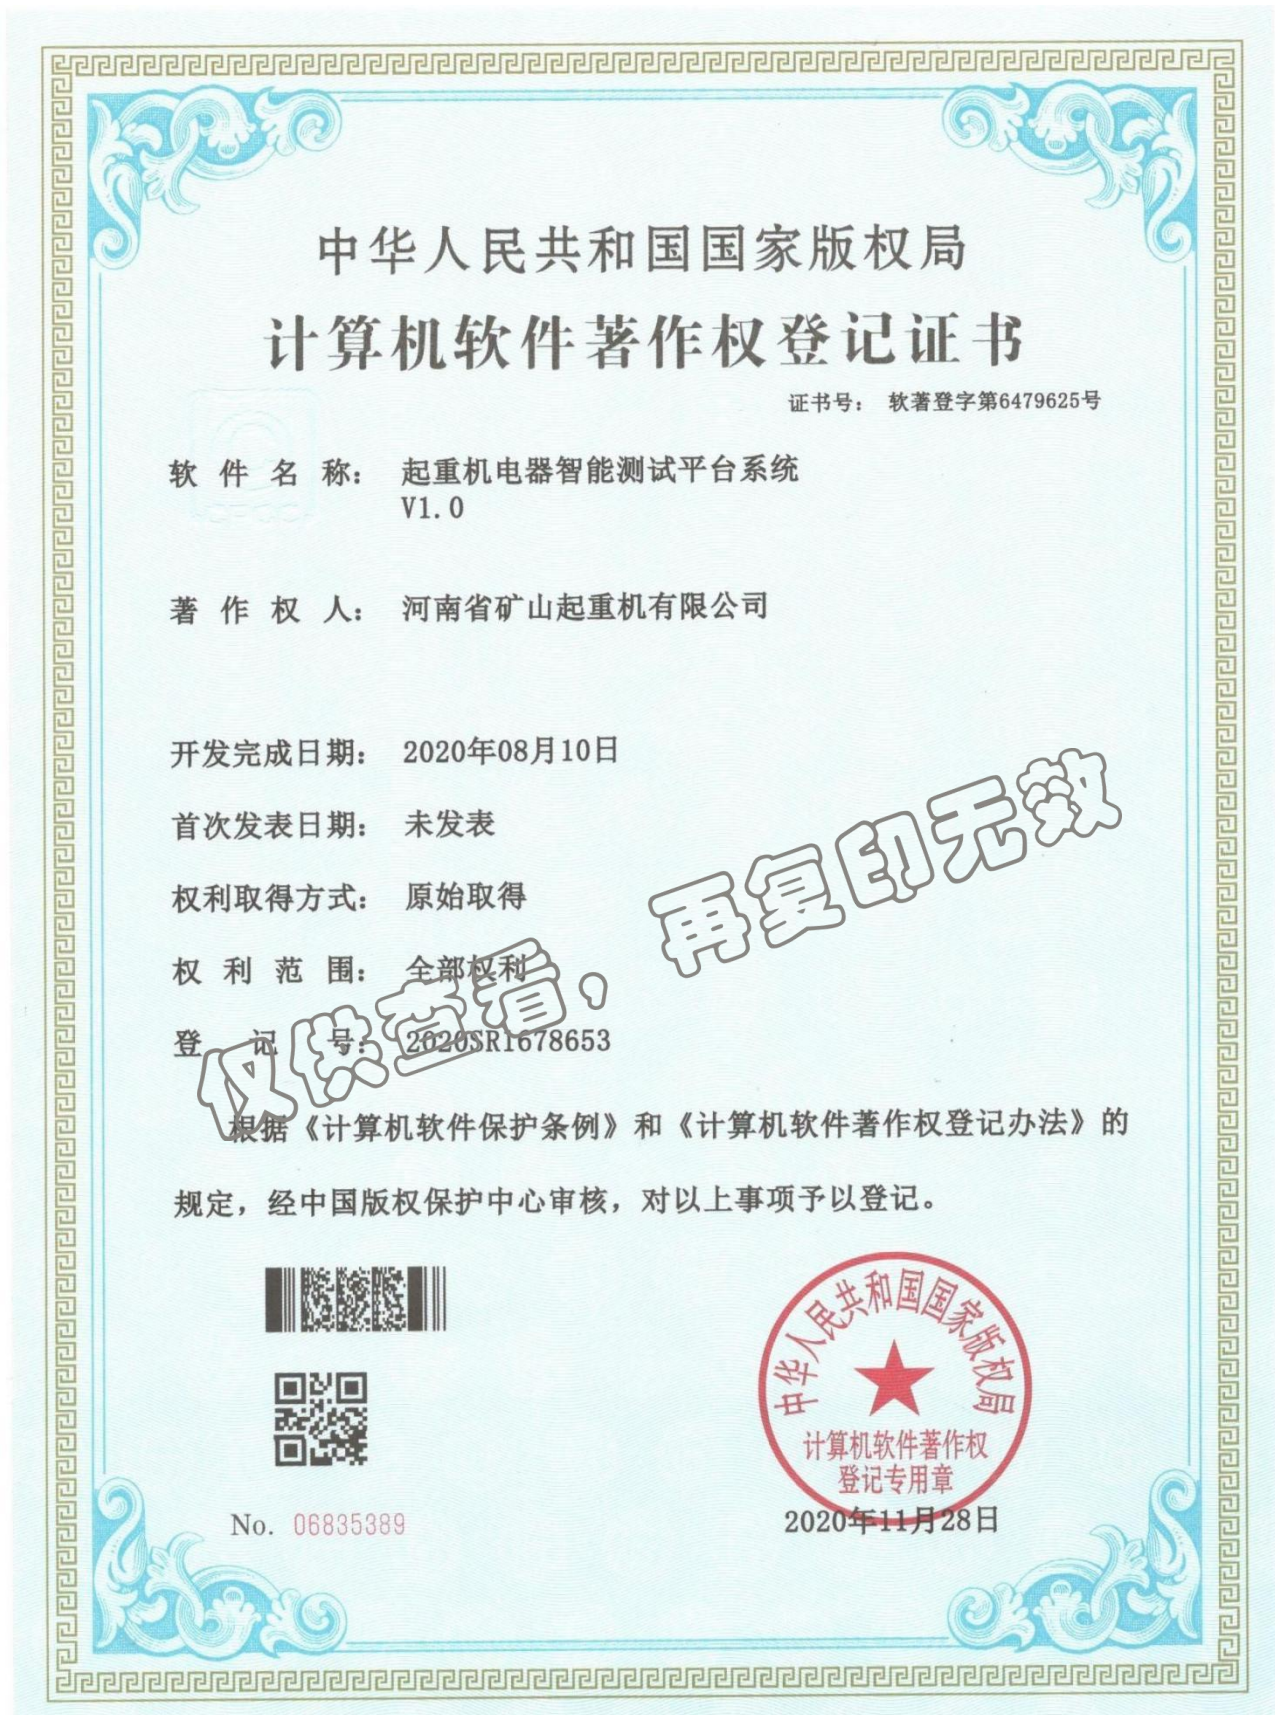 中华人民共和国国家版权局
计算机软件著作权登记证书
证书号： 软著登字第6479625号
软件名称： 起重机电器智能测试平台系统
V1.0
著作权人： 河南省矿山起重机有限公司
开发完成日期： 2020年08月10日
首次发表日期： 未发表
权利取得方式： 原始取得
权利范围： 全部权利
登记号： 2020SR1678653
仅供查看，再复印无效
根据《计算机软件保护条例》和《计算机软件著作权登记办法》的
规定，经中国版权保护中心审核，对以上事项予以登记。
中华人民共和国国家版权局
计算机软件著作权
登记专用章
No. 06835389
2020年11月28日